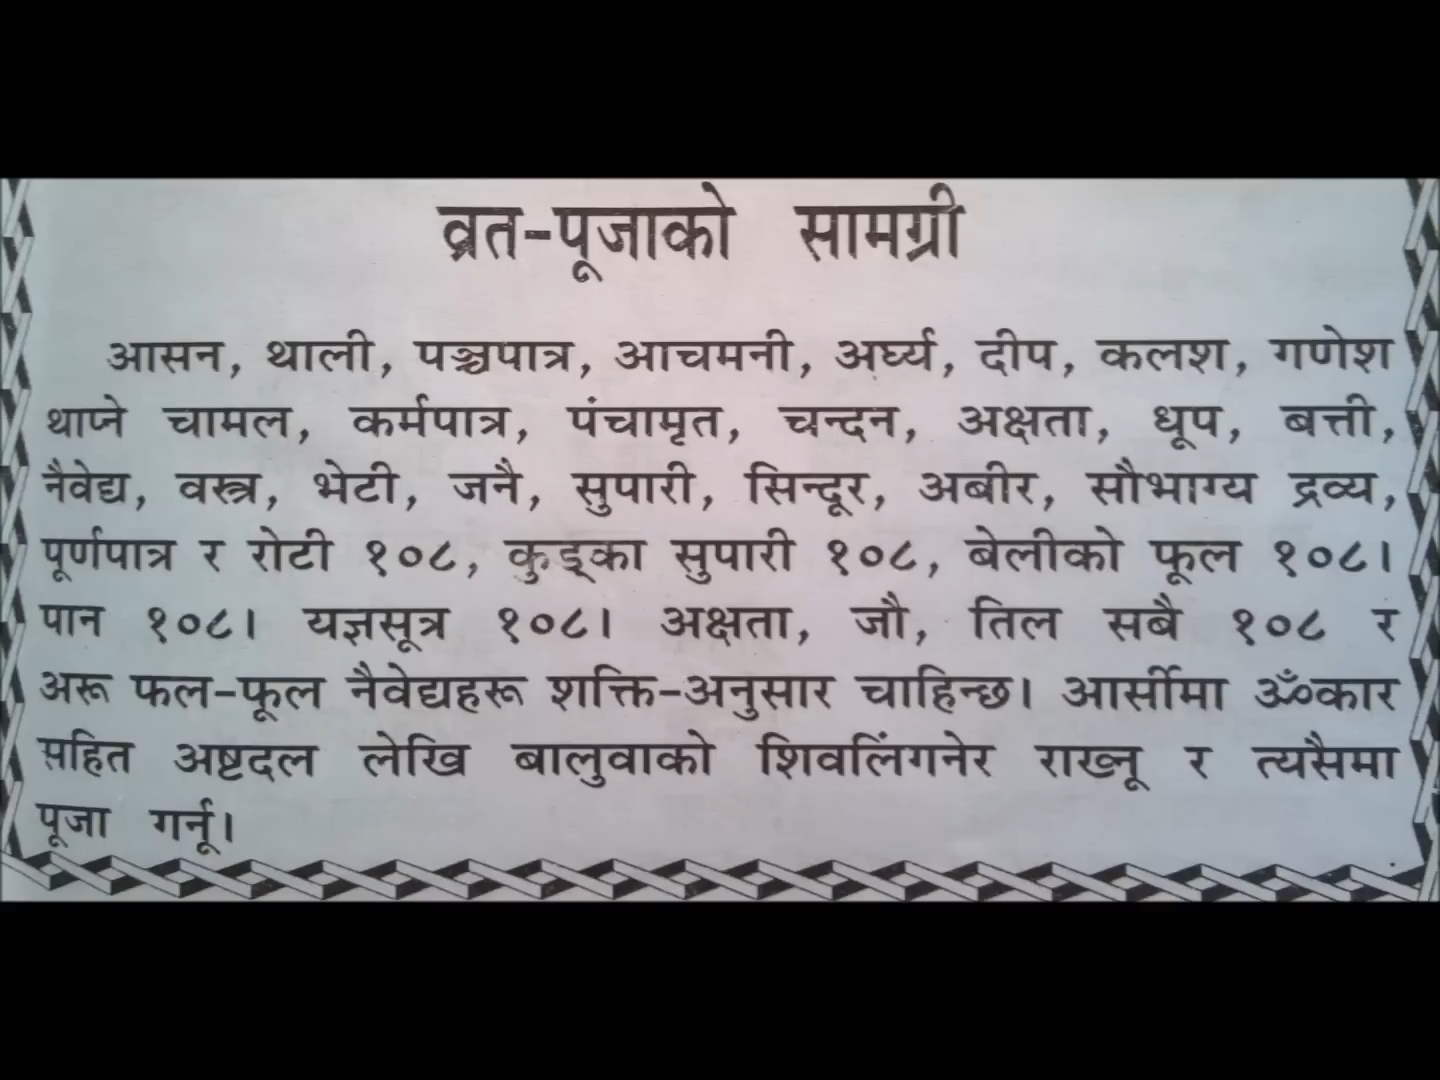 व्रत-पूजाको सामग्री
आसन, थाली, पञ्चपात्र, आचमनी, अर्घ्य, दीप, कलश, गणेश
थाप्ने चामल, कर्मपात्र, पंचामृत, चन्दन, अक्षता, धूप, बत्ती,
नैवेद्य, वस्त्र, भेटी, जनै, सुपारी, सिन्दूर, अबीर, सौभाग्य द्रव्य,
पूर्णपात्र र रोटी १०८, कुड्का सुपारी १०८, बेलीको फूल १०८।
पान १०८। यज्ञसूत्र १०८। अक्षता, जौ, तिल सबै १०८ र
अरू फल-फूल नैवेद्यहरू शक्ति-अनुसार चाहिन्छ। आर्सीमा ॐकार
सहित अष्टदल लेखि बालुवाको शिवलिंगनेर राख्नू र त्यसैमा
पूजा गर्नू।